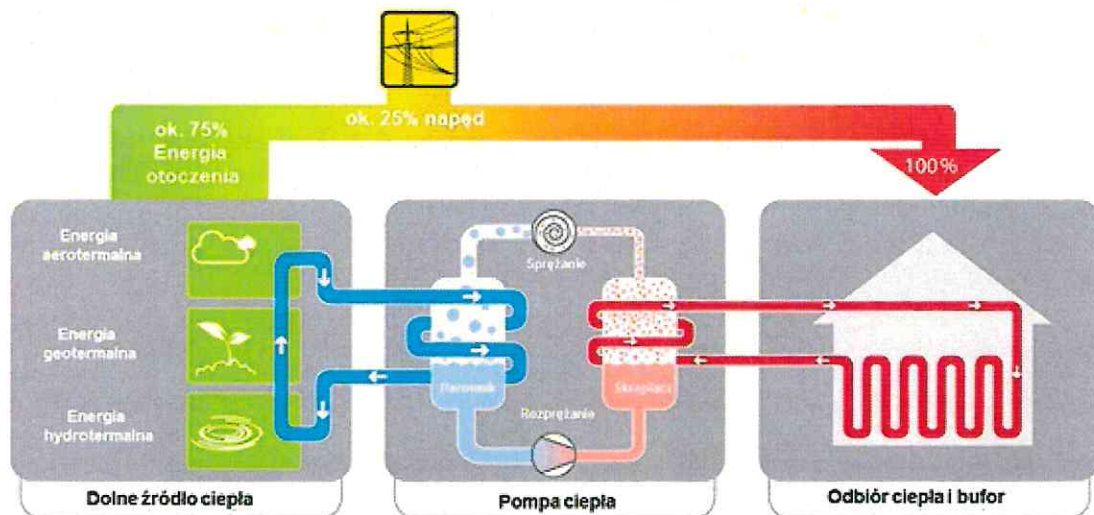 ok. 75%
Energia
otoczenia
ok. 25% napęd
100%
Energia
aerotermalna
Energia
geotermalna
Energia
hydrotermalna
Sprężanie
Parownik
Skraplacz
Rozprężanie
Dolne źródło ciepła
Pompa ciepła
Odbiór ciepła i bufor